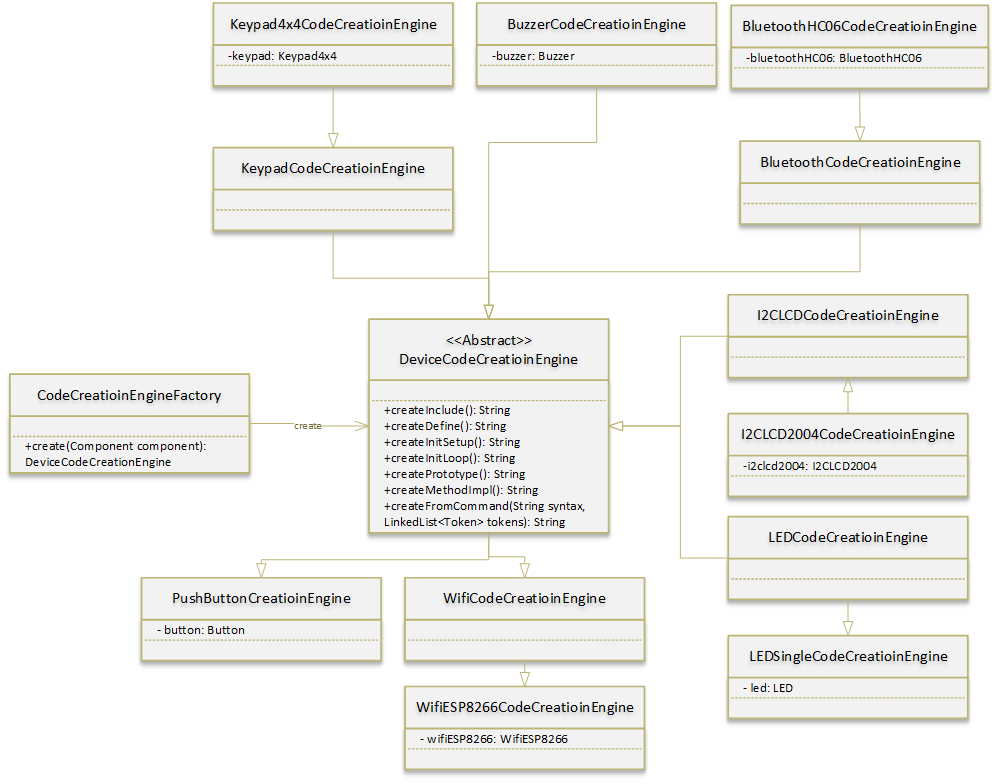 Keypad4x4CodeCreatioinEngine
-keypad: Keypad4x4
BuzzerCodeCreatioinEngine
-buzzer: Buzzer
BluetoothHC06CodeCreatioinEngine
-bluetoothHC06: BluetoothHC06
KeypadCodeCreatioinEngine
BluetoothCodeCreatioinEngine
I2CLCDCodeCreatioinEngine
<<Abstract>>
DeviceCodeCreatioinEngine
+createInclude(): String
+createDefine(): String
+createInitSetup(): String
+createInitLoop(): String
+createPrototype(): String
+createMethodImpl(): String
+createFromCommand(String syntax,
LinkedList<Token> tokens): String
CodeCreatioinEngineFactory
+create(Component component):
DeviceCodeCreationEngine
create
I2CLCD2004CodeCreatioinEngine
-i2clcd2004: I2CLCD2004
LEDCodeCreatioinEngine
PushButtonCreatioinEngine
- button: Button
WifiCodeCreatioinEngine
LEDSingleCodeCreatioinEngine
- led: LED
WifiESP8266CodeCreatioinEngine
- wifiESP8266: WifiESP8266